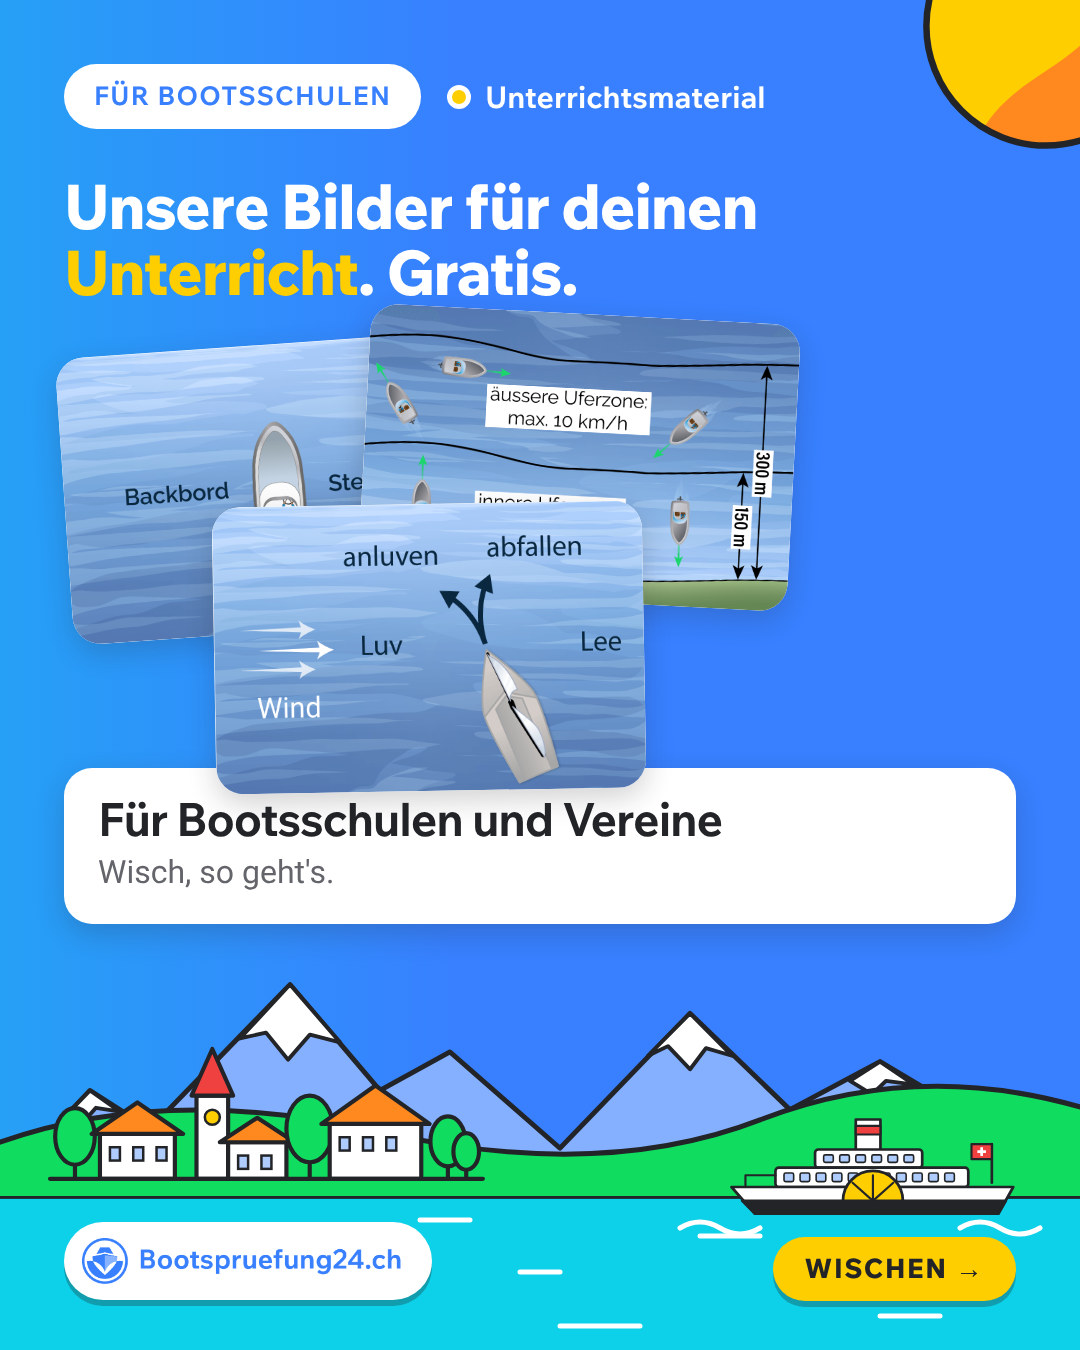 FÜR BOOTSSCHULEN
Unterrichtsmaterial
Unsere Bilder für deinen
Unterricht. Gratis.
Backbord
äussere Uferzone:
max. 10 km/h
300 m
150 m
anluven
abfallen
Luv
Lee
Wind
Für Bootsschulen und Vereine
Wisch, so geht's.
Bootspruefung24.ch
WISCHEN →